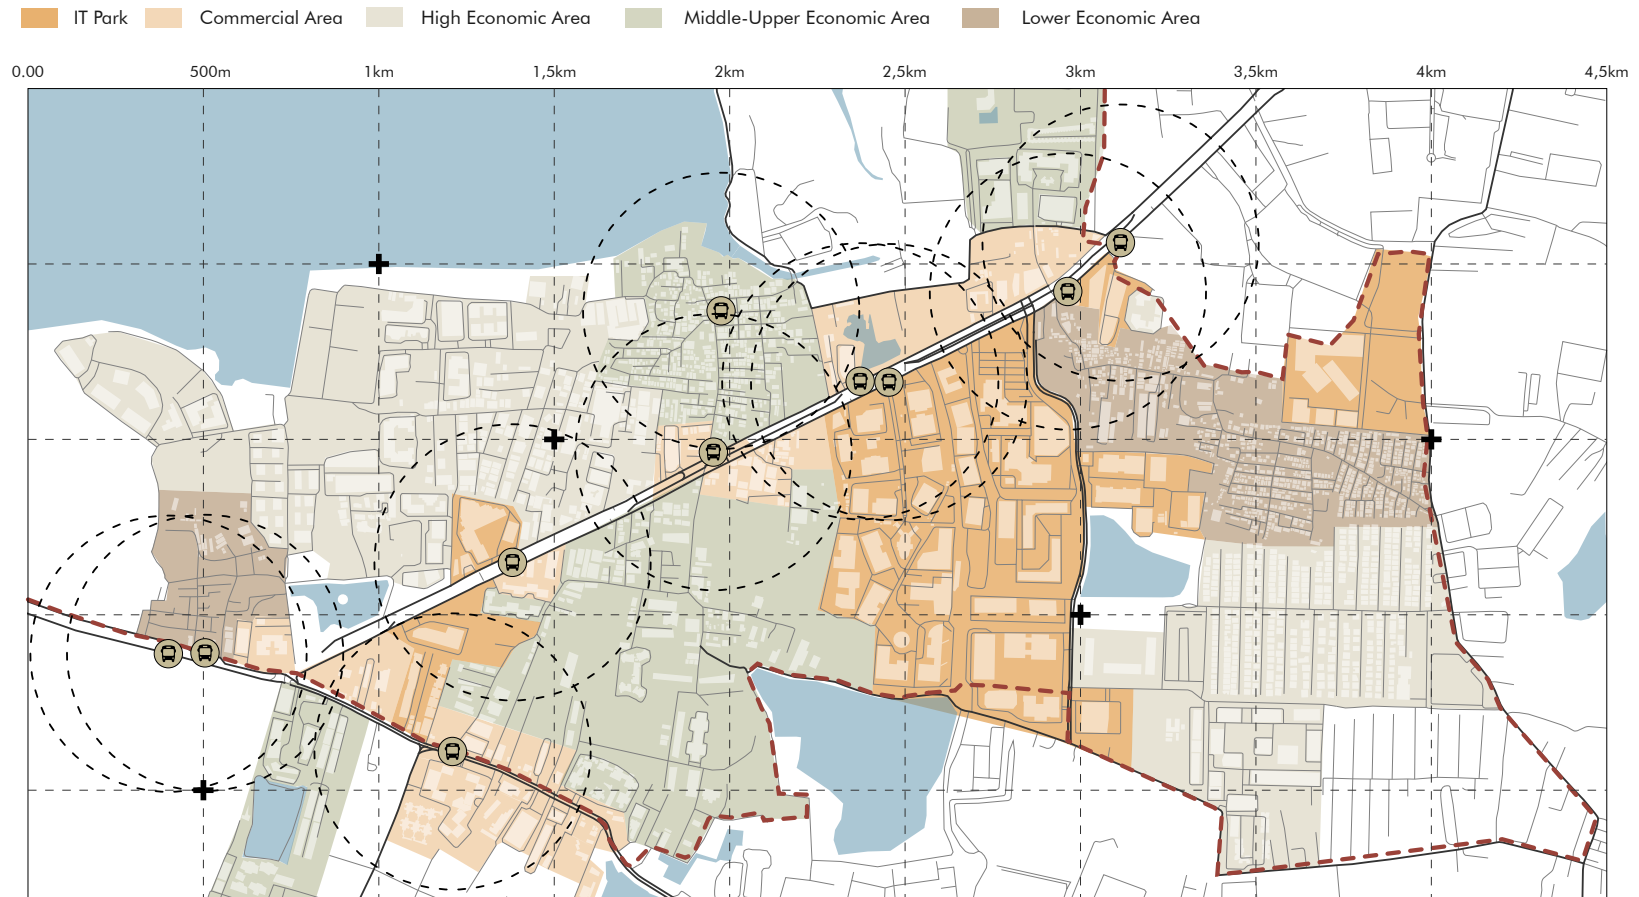 IT Park Commercial Area High Economic Area Middle-Upper Economic Area Lower Economic Area
0.00 500m 1km 1,5km 2km 2,5km 3km 3,5km 4km 4,5km